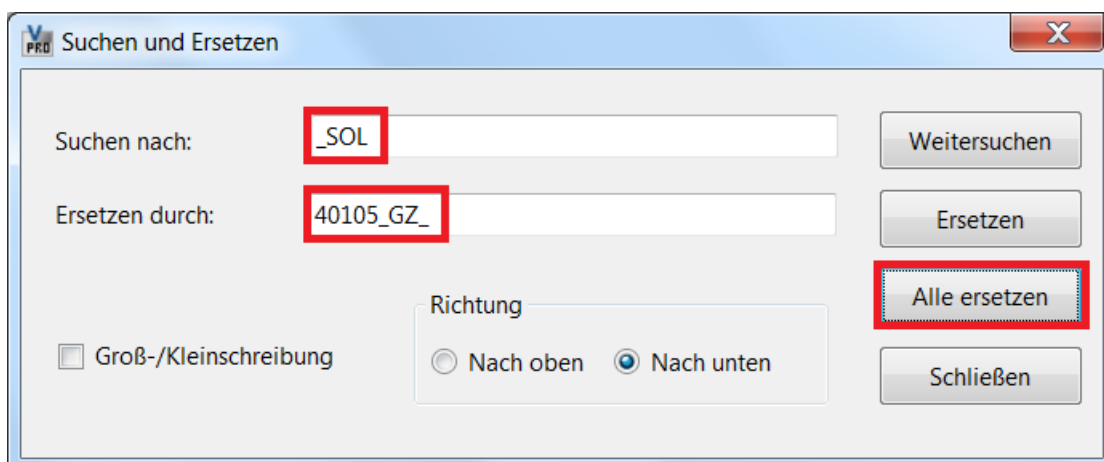 V
PRO
Suchen und Ersetzen
X
Suchen nach:
_SOL
Weitersuchen
Ersetzen durch:
40105_GZ_
Ersetzen
Alle ersetzen
Richtung
Groß-/Kleinschreibung
Nach oben
Nach unten
Schließen